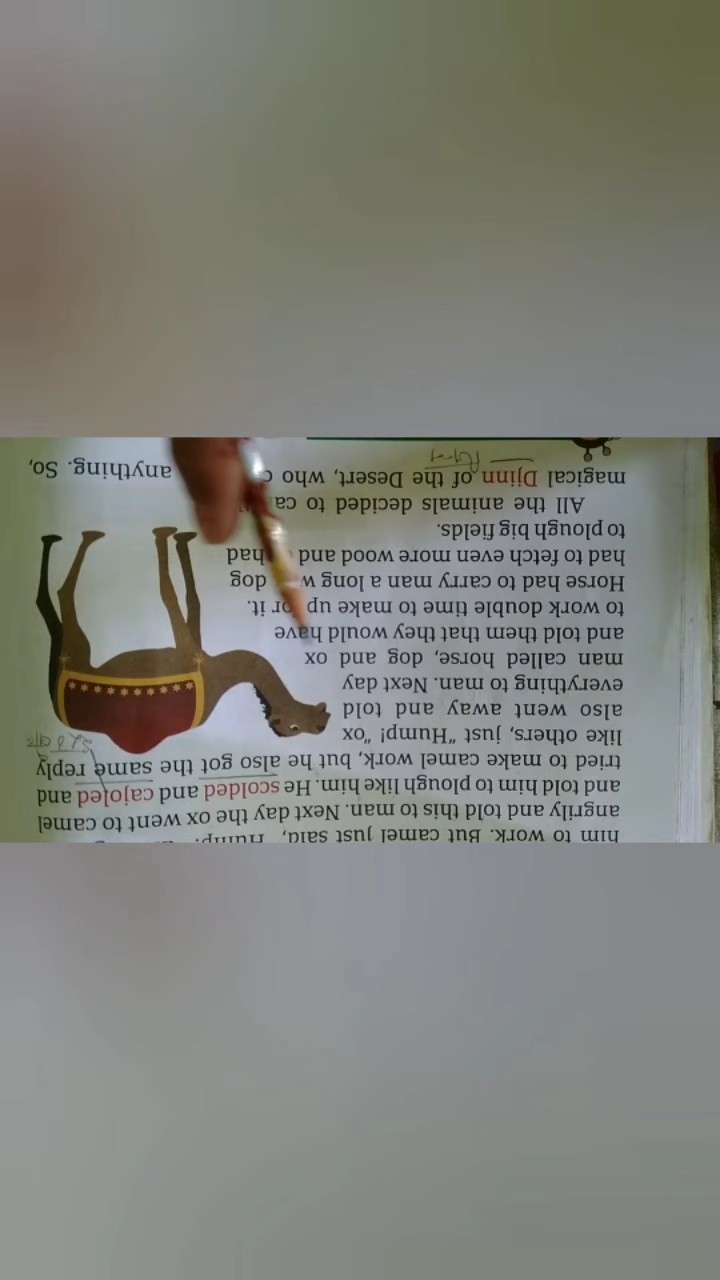 him to work. But camel just said, "Hump!"
angrily and told this to man. Next day the ox went to camel
and told him to plough like him. He scolded and cajoled and
tried to make camel work, but he also got the same reply
like others, just "Hump! "ox
also went away and told
everything to man. Next day
man called horse, dog and ox
and told them that they would have
to work double time to make up for it.
Horse had to carry man a long dog
had to fetch even more wood and had
to plough big fields.
All the animals decided to
magical Djinn of the Desert, who anything. So,